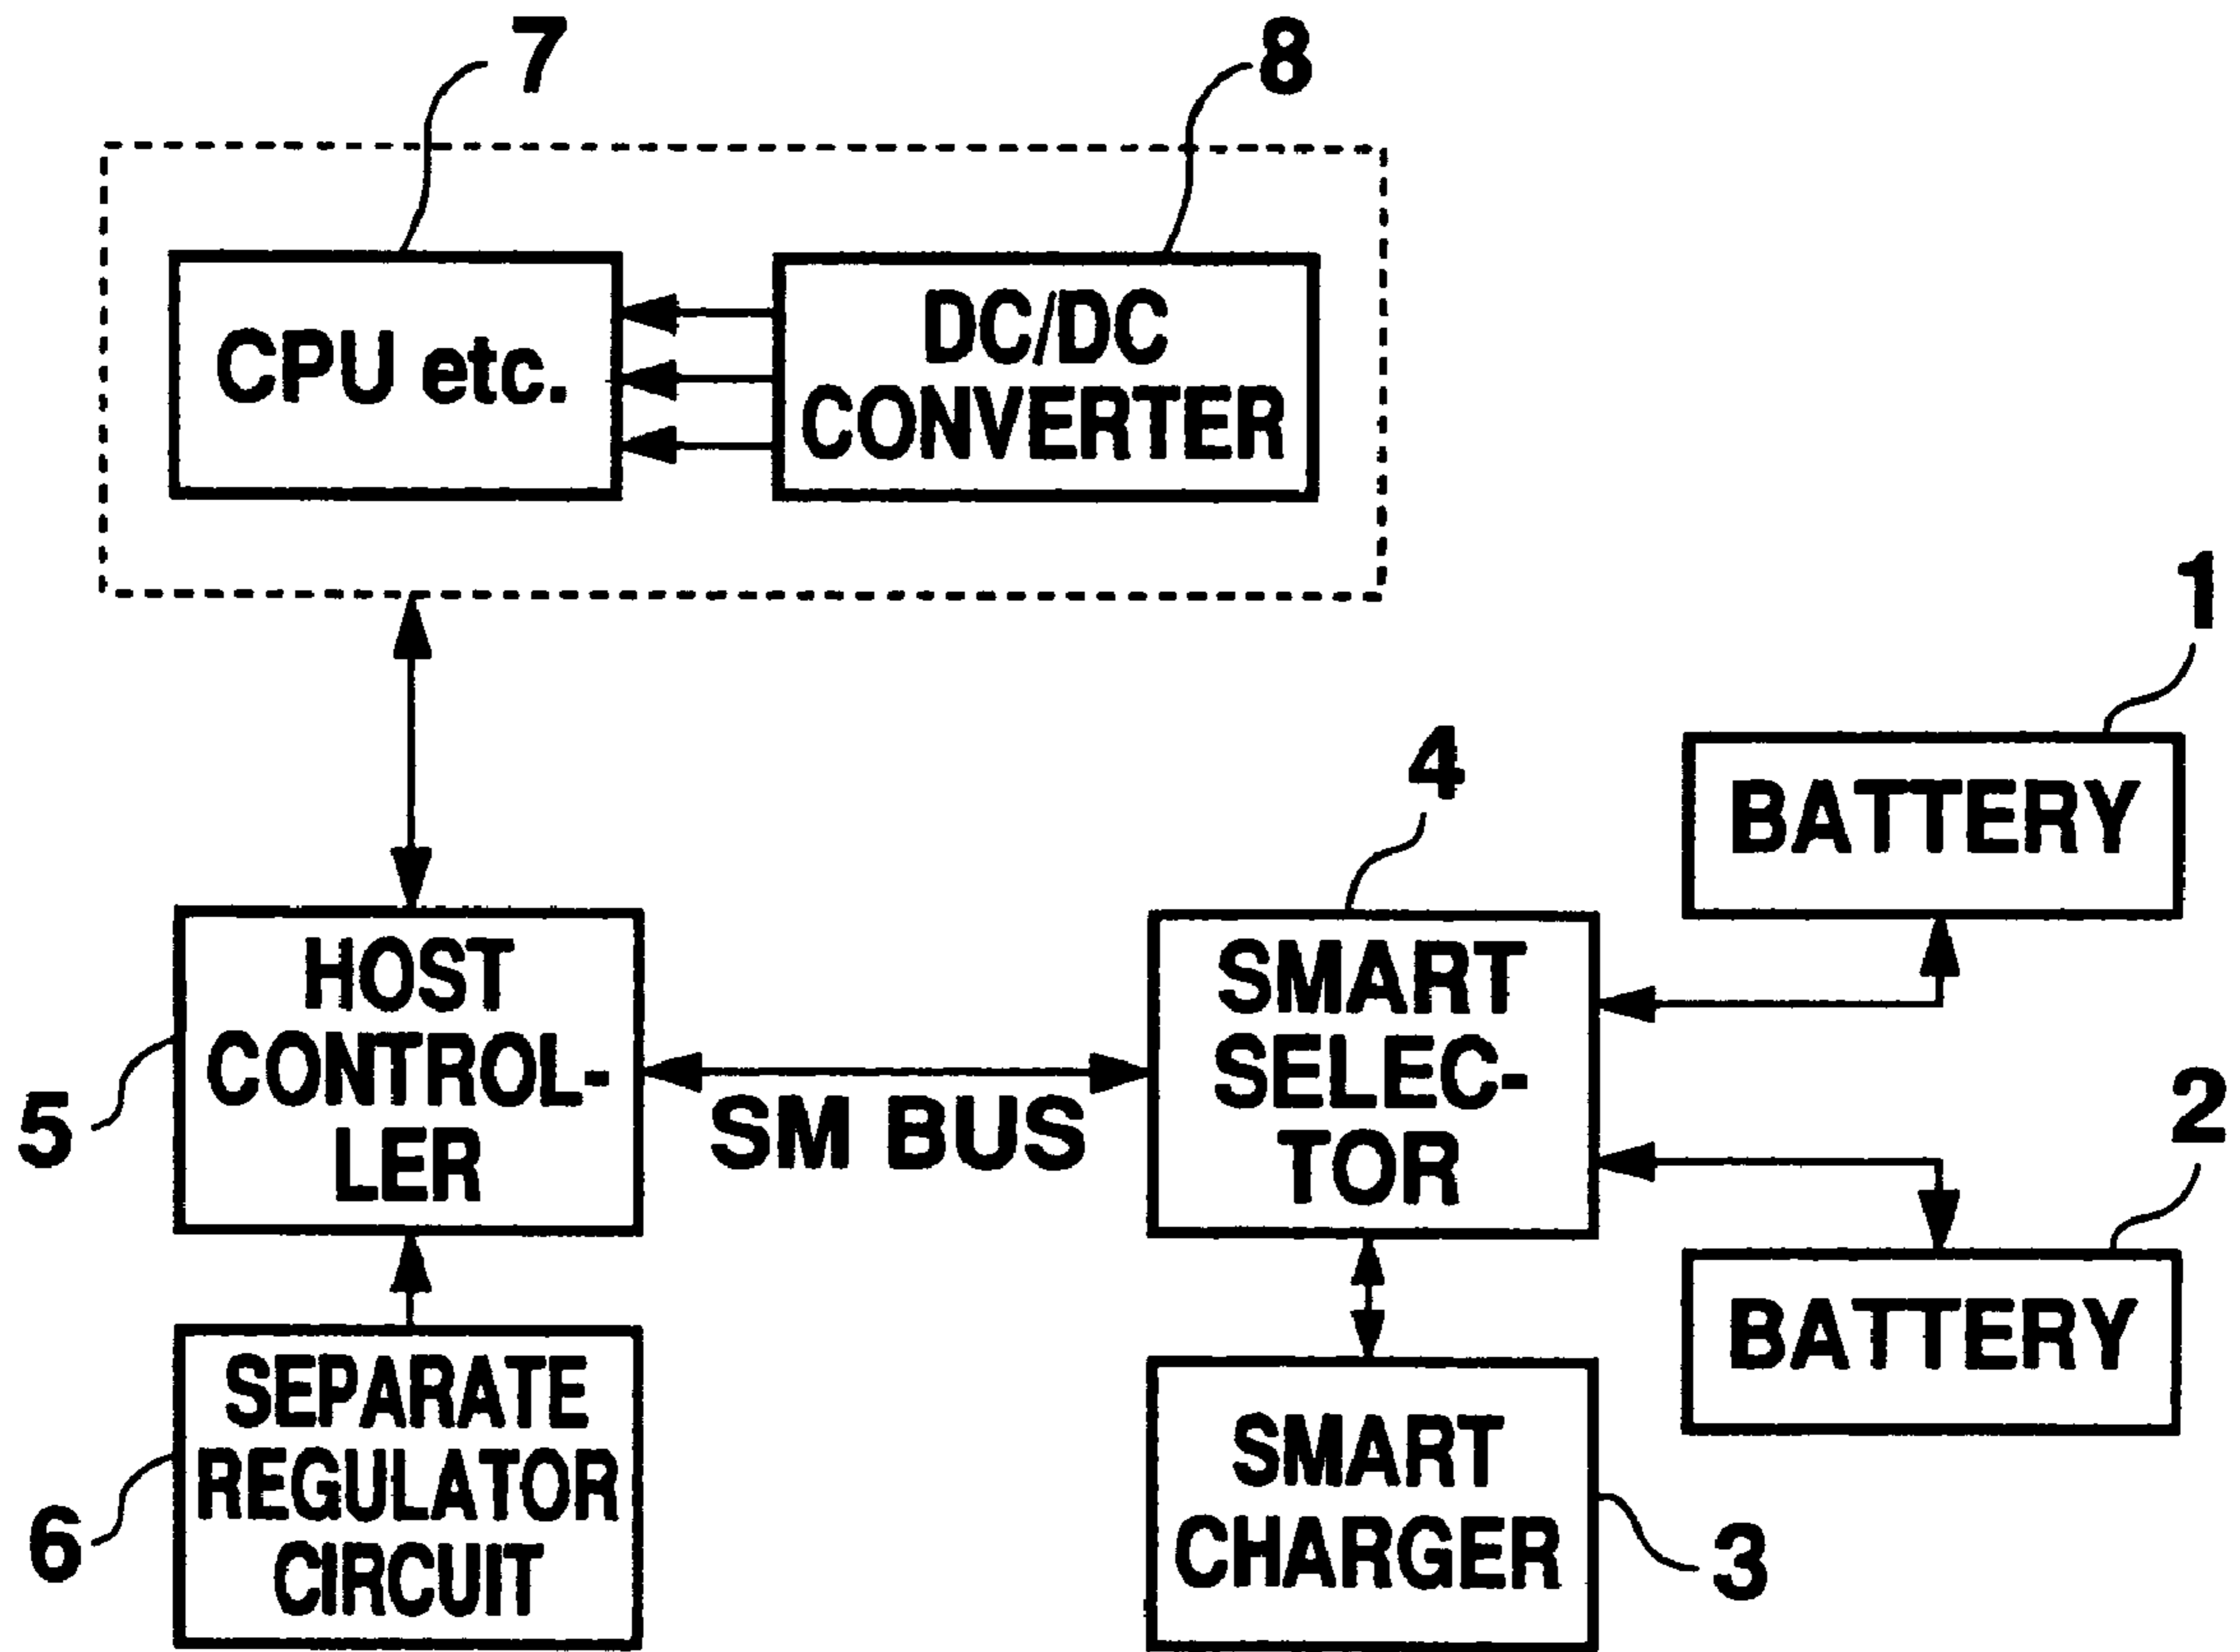 7
8
CPU etc.
DC/DC
CONVERTER
1
4
BATTERY
HOST
CONTROL-
LER
SMART
SELEC-
TOR
5
SM BUS
2
BATTERY
SEPARATE
REGULATOR
CIRCUIT
6
SMART
CHARGER
3